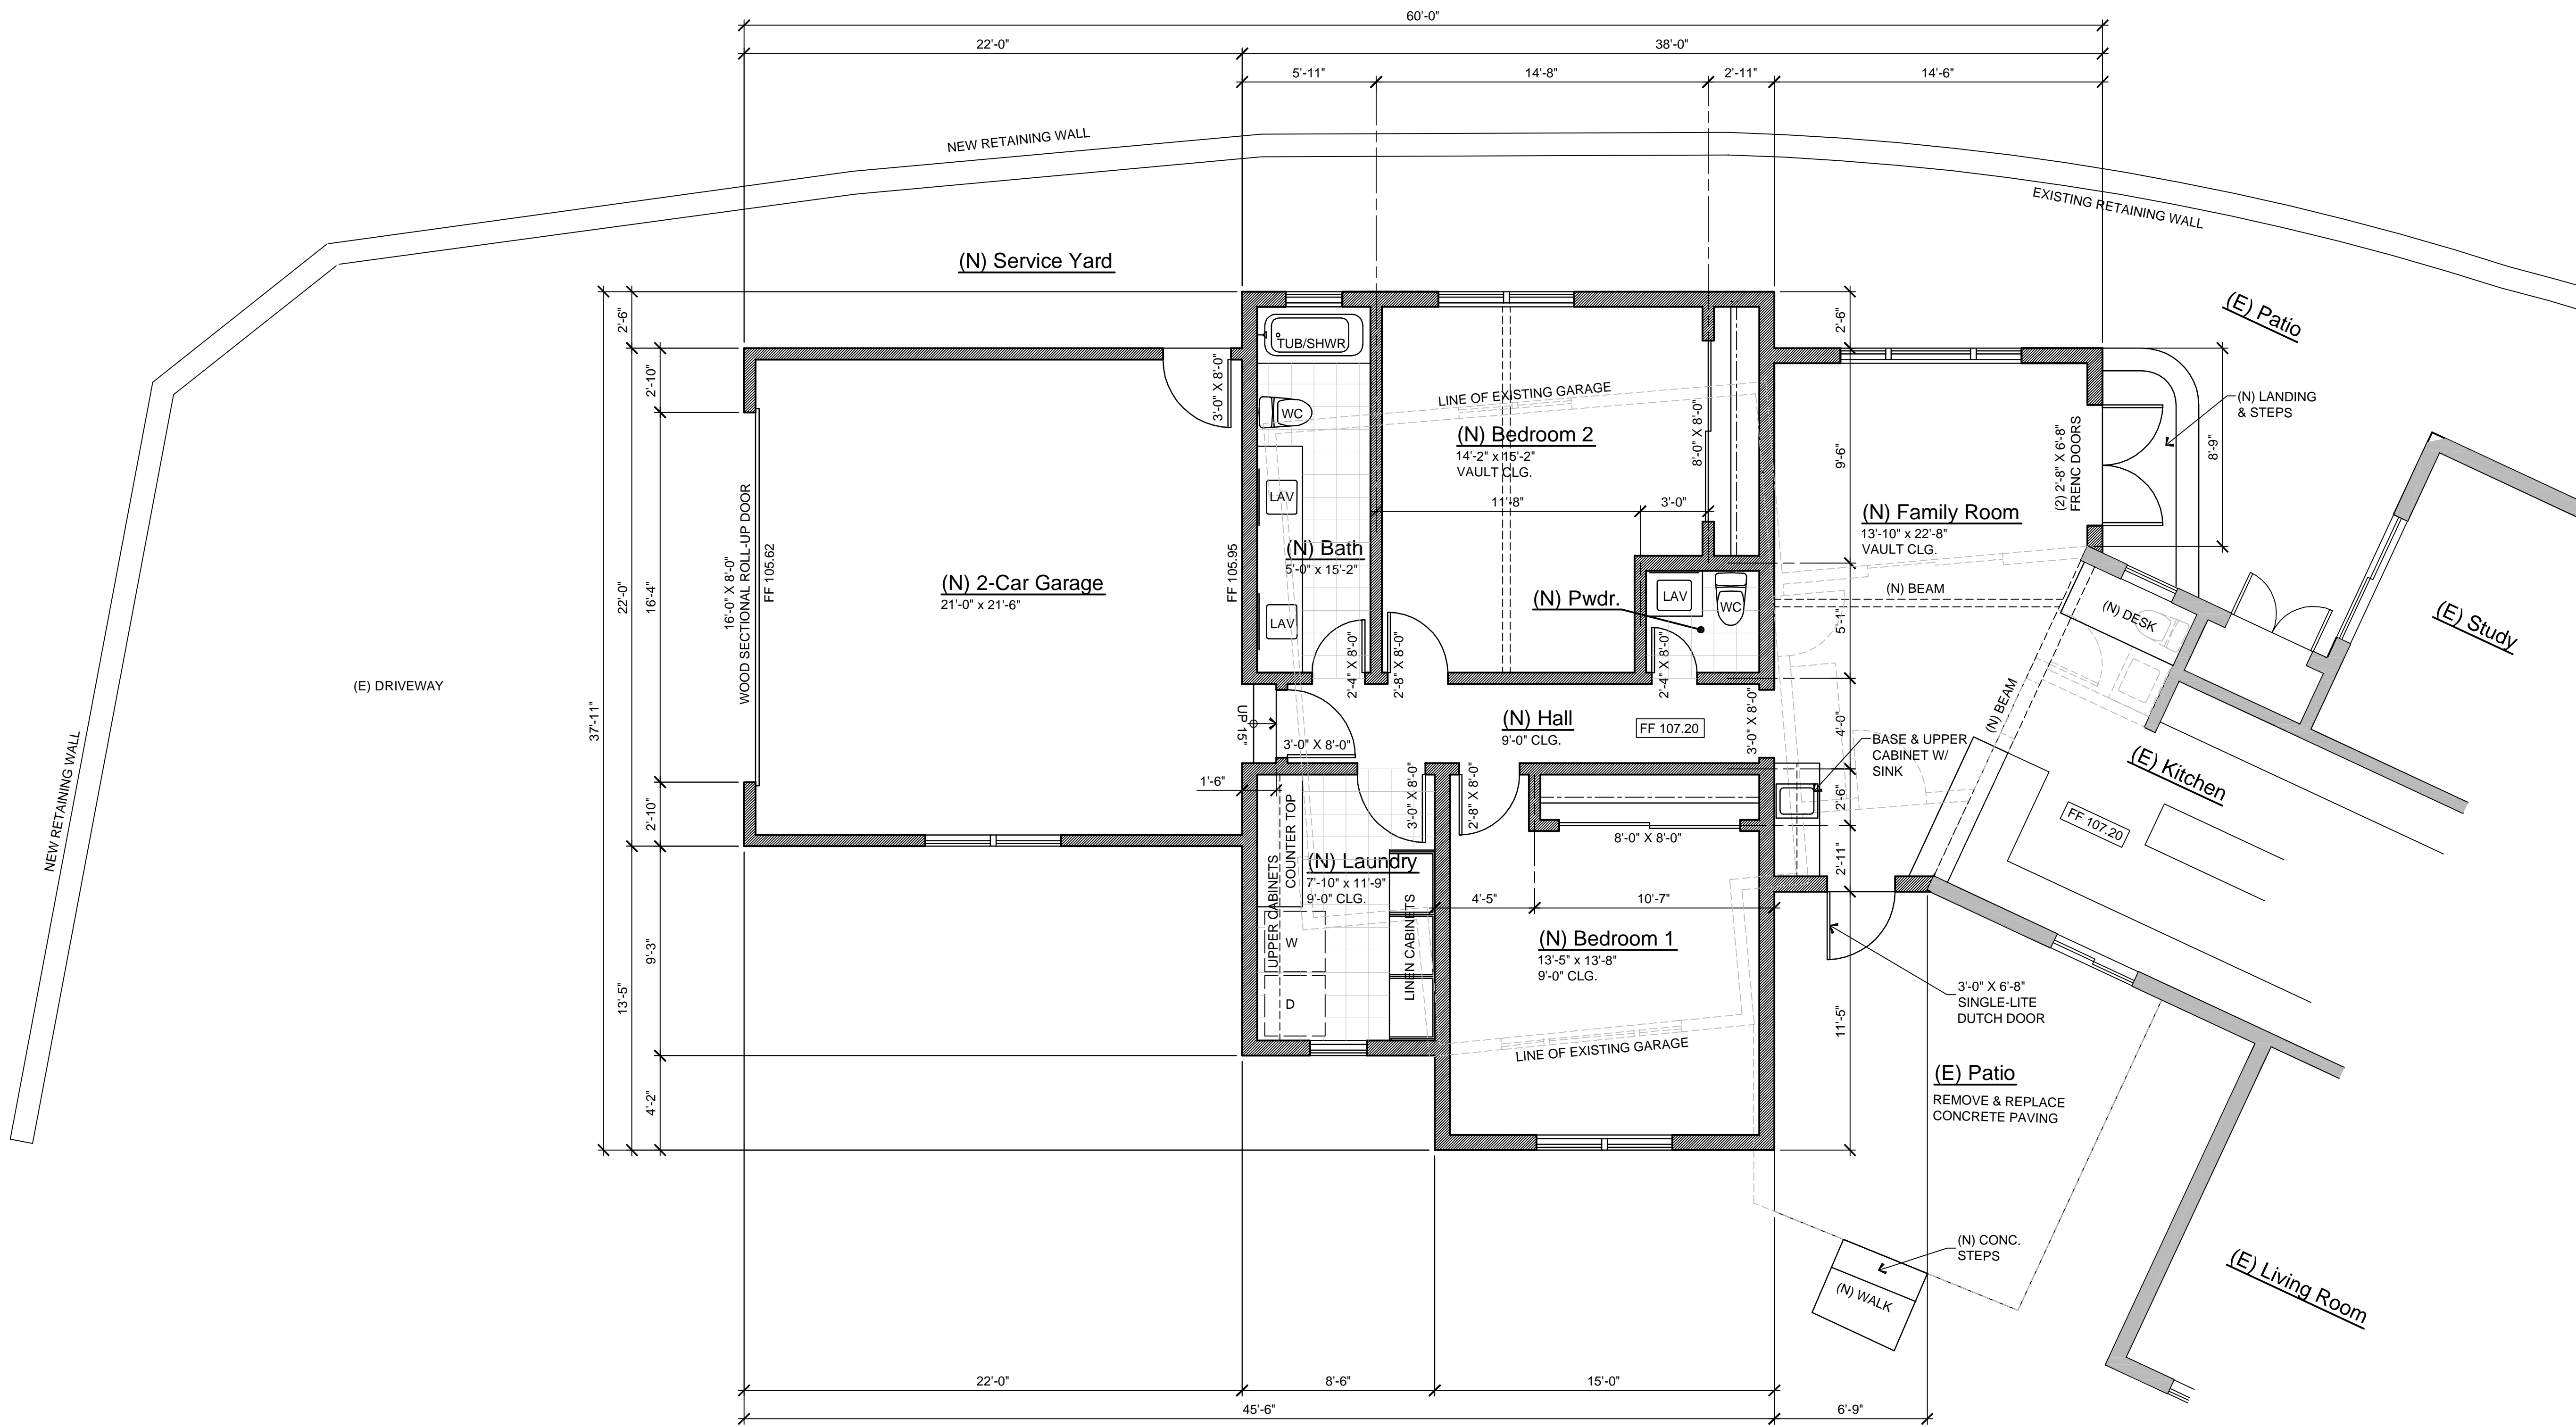 60'-0"
22'-0"
38'-0"
5'-11"
14'-8"
2'-11"
14'-6"
NEW RETAINING WALL
EXISTING RETAINING WALL
(N) Service Yard
(E) Patio
2'-6"
2'-10"
22'-0"
16'-4"
37'-11"
2'-10"
9'-3"
13'-5"
4'-2"
NEW RETAINING WALL
(E) DRIVEWAY
16'-0" X 8'-0"
WOOD SECTIONAL ROLL-UP DOOR
FF 105.62
(N) 2-Car Garage
21'-0" x 21'-6"
3'-0" X 8'-0"
FF 105.95
TUB/SHWR
WC
LAV
LAV
(N) Bath
5'-0" x 15'-2"
2'-4" X 8'-0"
LINE OF EXISTING GARAGE
(N) Bedroom 2
14'-2" x 15'-2"
VAULT CLG.
11'-8"
3'-0"
8'-0" X 8'-0"
2'-8" X 8'-0"
(N) Pwdr.
LAV
WC
2'-4" X 8'-0"
2'-6"
9'-6"
5'-1"
4'-0"
2'-6"
2'-11"
11'-5"
(N) Family Room
13'-10" x 22'-8"
VAULT CLG.
(2) 2'-8" X 6'-8"
FRENC DOORS
(N) LANDING
& STEPS
8'-9"
(N) BEAM
(N) DESK
(N) BEAM
(E) Study
(E) Kitchen
FF 107.20
UP 15"
3'-0" X 8'-0"
(N) Hall
9'-0" CLG.
FF 107.20
3'-0" X 8'-0"
BASE & UPPER
CABINET W/
SINK
1'-6"
COUNTER TOP
UPPER CABINETS
3'-0" X 8'-0"
(N) Laundry
7'-10" x 11'-9"
9'-0" CLG.
W
D
LINEN CABINETS
2'-8" X 8'-0"
8'-0" X 8'-0"
4'-5"
10'-7"
(N) Bedroom 1
13'-5" x 13'-8"
9'-0" CLG.
LINE OF EXISTING GARAGE
3'-0" X 6'-8"
SINGLE-LITE
DUTCH DOOR
(E) Patio
REMOVE & REPLACE
CONCRETE PAVING
(N) CONC.
STEPS
(N) WALK
(E) Living Room
22'-0"
8'-6"
15'-0"
45'-6"
6'-9"